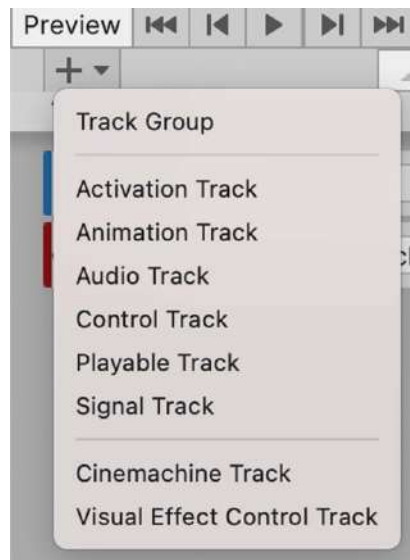 Preview
Track Group
Activation Track
Animation Track
Audio Track
Control Track
Playable Track
Signal Track
Cinemachine Track
Visual Effect Control Track